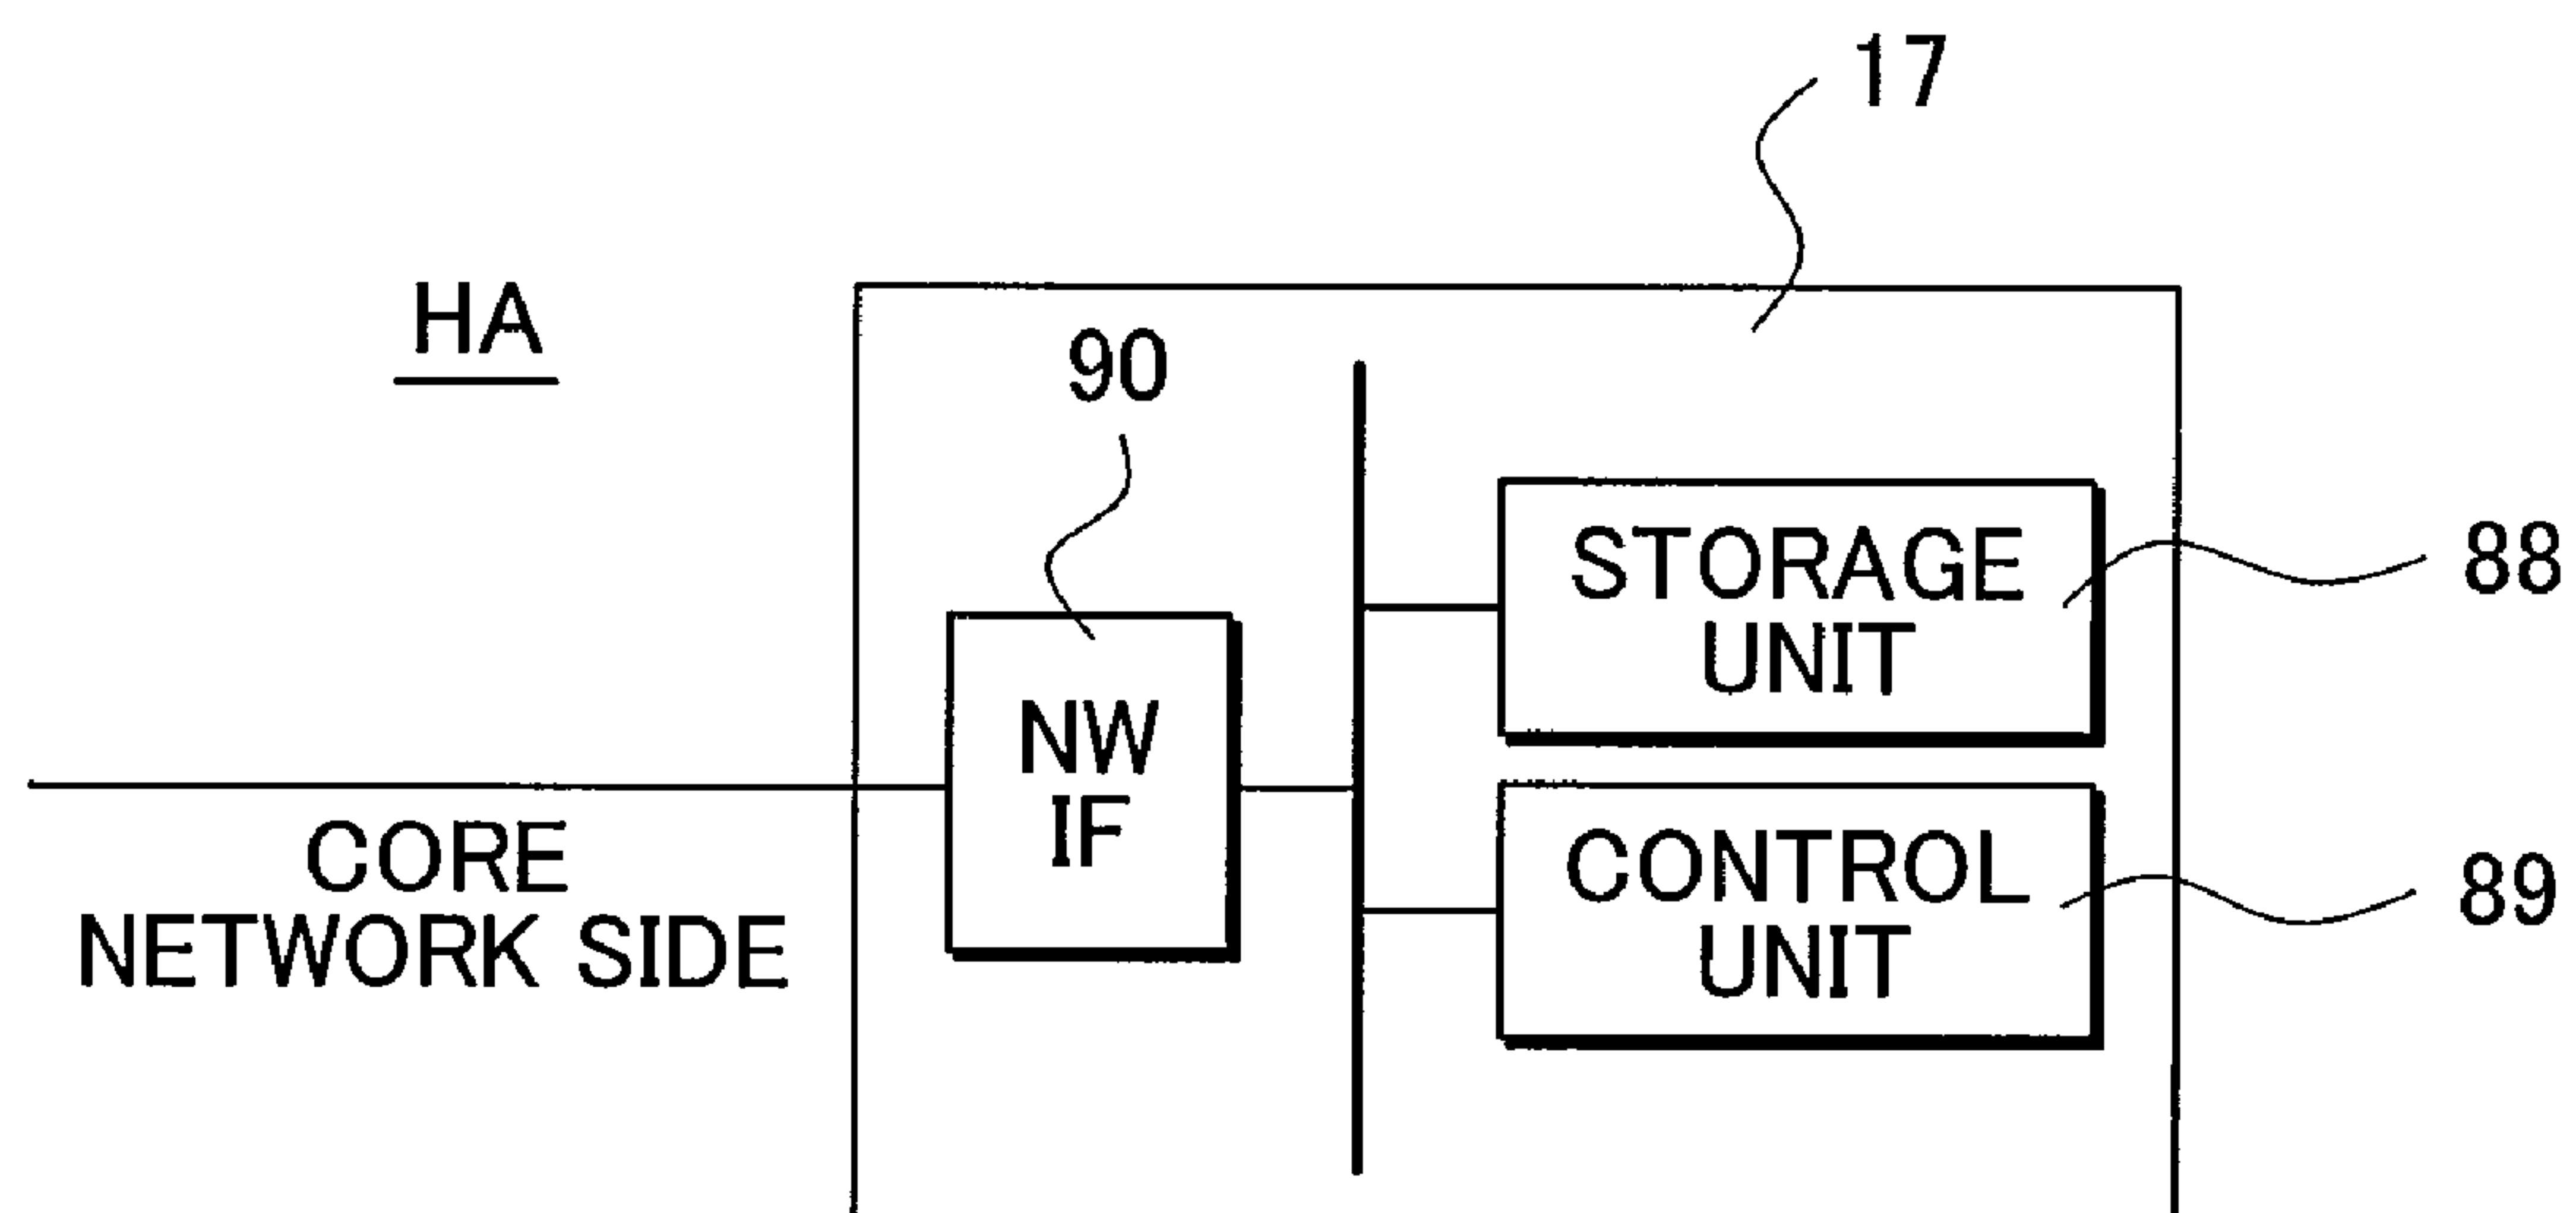 17
HA
90
STORAGE
UNIT
88
NW
IF
CORE
NETWORK SIDE
CONTROL
UNIT
89